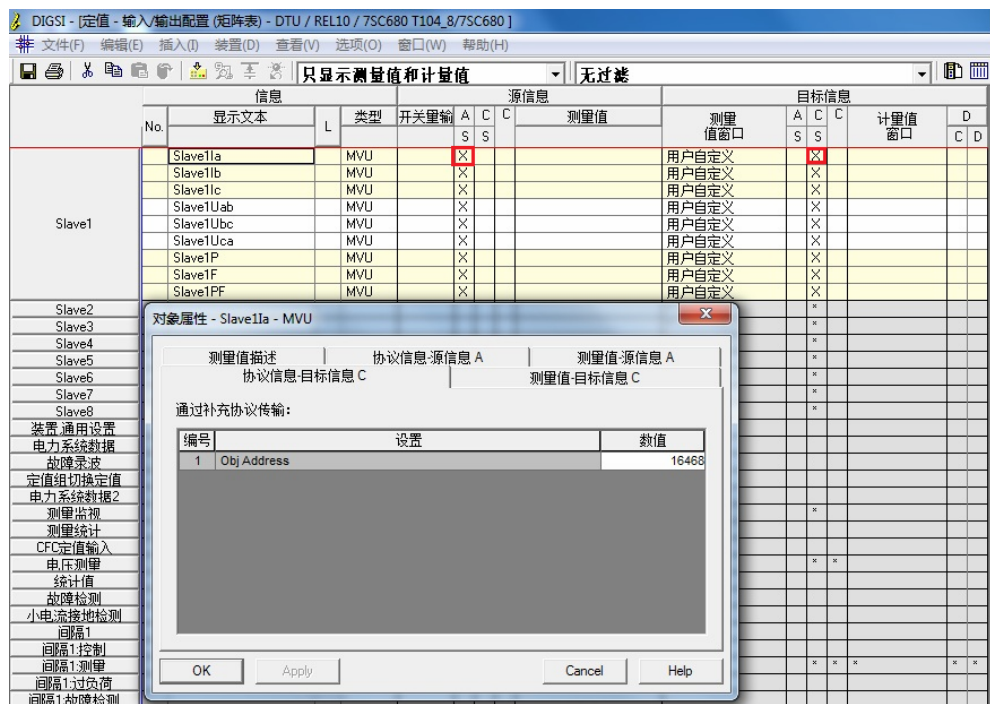 DIGSI - [定值 - 输入/输出配置 (矩阵表) - DTU / REL10 / 7SC680 T104_8/7SC680 ]
文件(F) 编辑(E) 插入(I) 装置(D) 查看(V) 选项(O) 窗口(W) 帮助(H)
只显示测量值和计量值 无过滤
信息 源信息 目标信息
No. 显示文本 L 类型 开关量输 A C C 测量值 测量值窗口 A C C 计量值窗口 D
S S S S C D
Slave1
Slave1Ia MVU X 用户自定义 X
Slave1Ib MVU X 用户自定义 X
Slave1Ic MVU X 用户自定义 X
Slave1Uab MVU X 用户自定义 X
Slave1Ubc MVU X 用户自定义 X
Slave1Uca MVU X 用户自定义 X
Slave1P MVU X 用户自定义 X
Slave1F MVU X 用户自定义 X
Slave1PF MVU X 用户自定义 X
Slave2 *
Slave3 *
Slave4 *
Slave5 *
Slave6 *
Slave7 *
Slave8 *
装置,通用设置
电力系统数据
故障录波
定值组切换定值
电力系统数据2
测量监视 *
测量统计
CFC定值输入
电压测量 * *
统计值
故障检测
小电流接地检测
间隔1
间隔1:控制
间隔1:测量 * * * * *
间隔1:过负荷
间隔1:故障检测
对象属性 - Slave1Ia - MVU
测量值描述 协议信息-源信息 A 测量值-源信息 A
协议信息-目标信息 C 测量值-目标信息 C
通过补充协议传输:
编号 设置 数值
1 Obj Address 16468
OK Apply Cancel Help